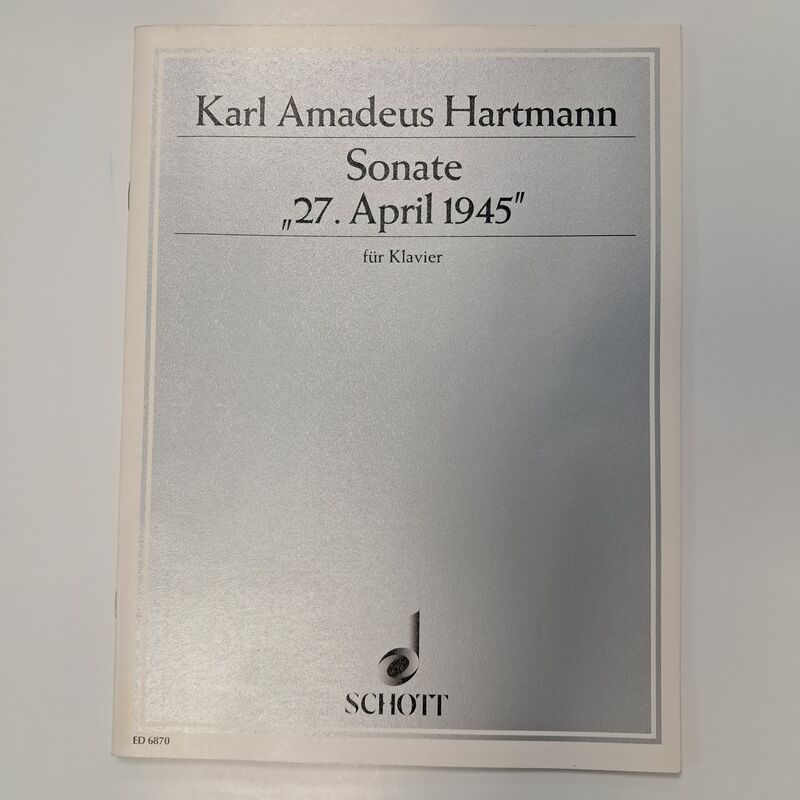 Karl Amadeus Hartmann
Sonate
„27. April 1945"
für Klavier
SCHOTT
ED 6870